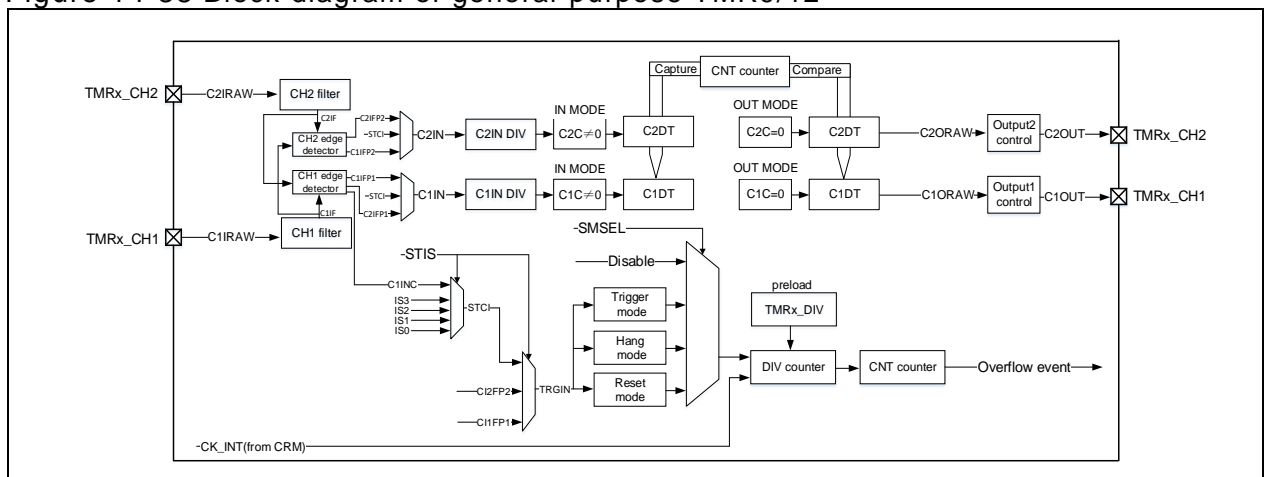 Figure 14-38 Block diagram of general-purpose TMR9/12
Capture
CNT counter
Compare
TMRx_CH2
C2IRAW
CH2 filter
C2IF
CH2 edge
detector
C2IFP2
STCI
C1IFP2
C2IN
C2IN DIV
IN MODE
C2C≠0
C2DT
OUT MODE
C2C=0
C2DT
C2ORAW
Output2
control
C2OUT
TMRx_CH2
CH1 edge
detector
C1IFP1
STCI
C2IFP1
C1IN
C1IN DIV
IN MODE
C1C≠0
C1DT
OUT MODE
C1C=0
C1DT
C1ORAW
Output1
control
C1OUT
TMRx_CH1
C1IF
TMRx_CH1
C1IRAW
CH1 filter
SMSEL
STIS
Disable
C1INC
IS3
IS2
IS1
IS0
STCI
Trigger
mode
Hang
mode
Reset
mode
preload
TMRx_DIV
DIV counter
CNT counter
Overflow event
CI2FP2
TRGIN
CI1FP1
CK_INT(from CRM)